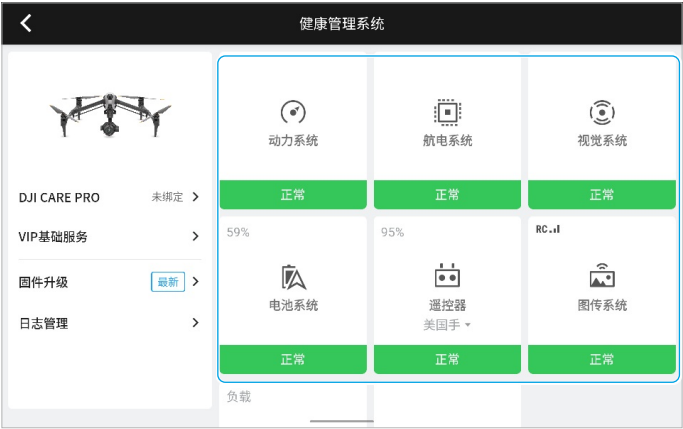 健康管理系统
DJI CARE PRO 未绑定
VIP基础服务
固件升级 最新
日志管理
动力系统
正常
航电系统
正常
视觉系统
正常
59%
电池系统
正常
95%
遥控器
美国手
正常
RC
图传系统
正常
负载